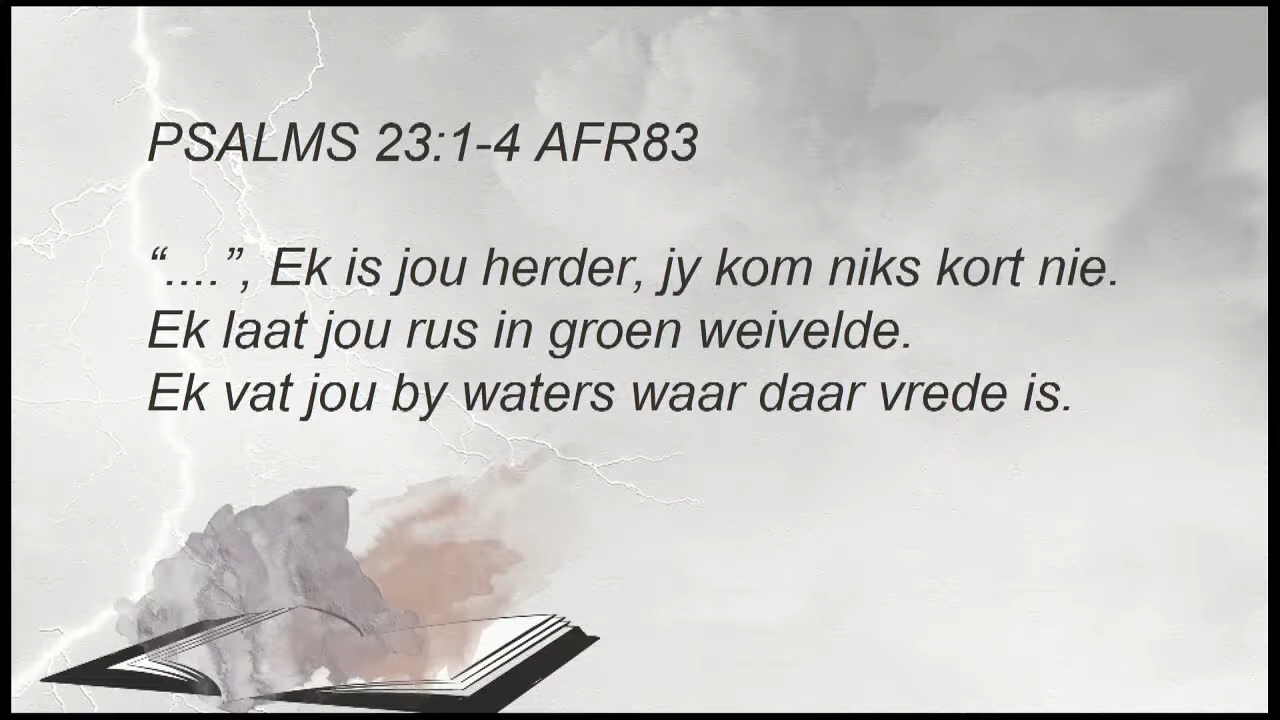 PSALMS 23:1-4 AFR83
“....”, Ek is jou herder, jy kom niks kort nie.
Ek laat jou rus in groen weivelde.
Ek vat jou by waters waar daar vrede is.